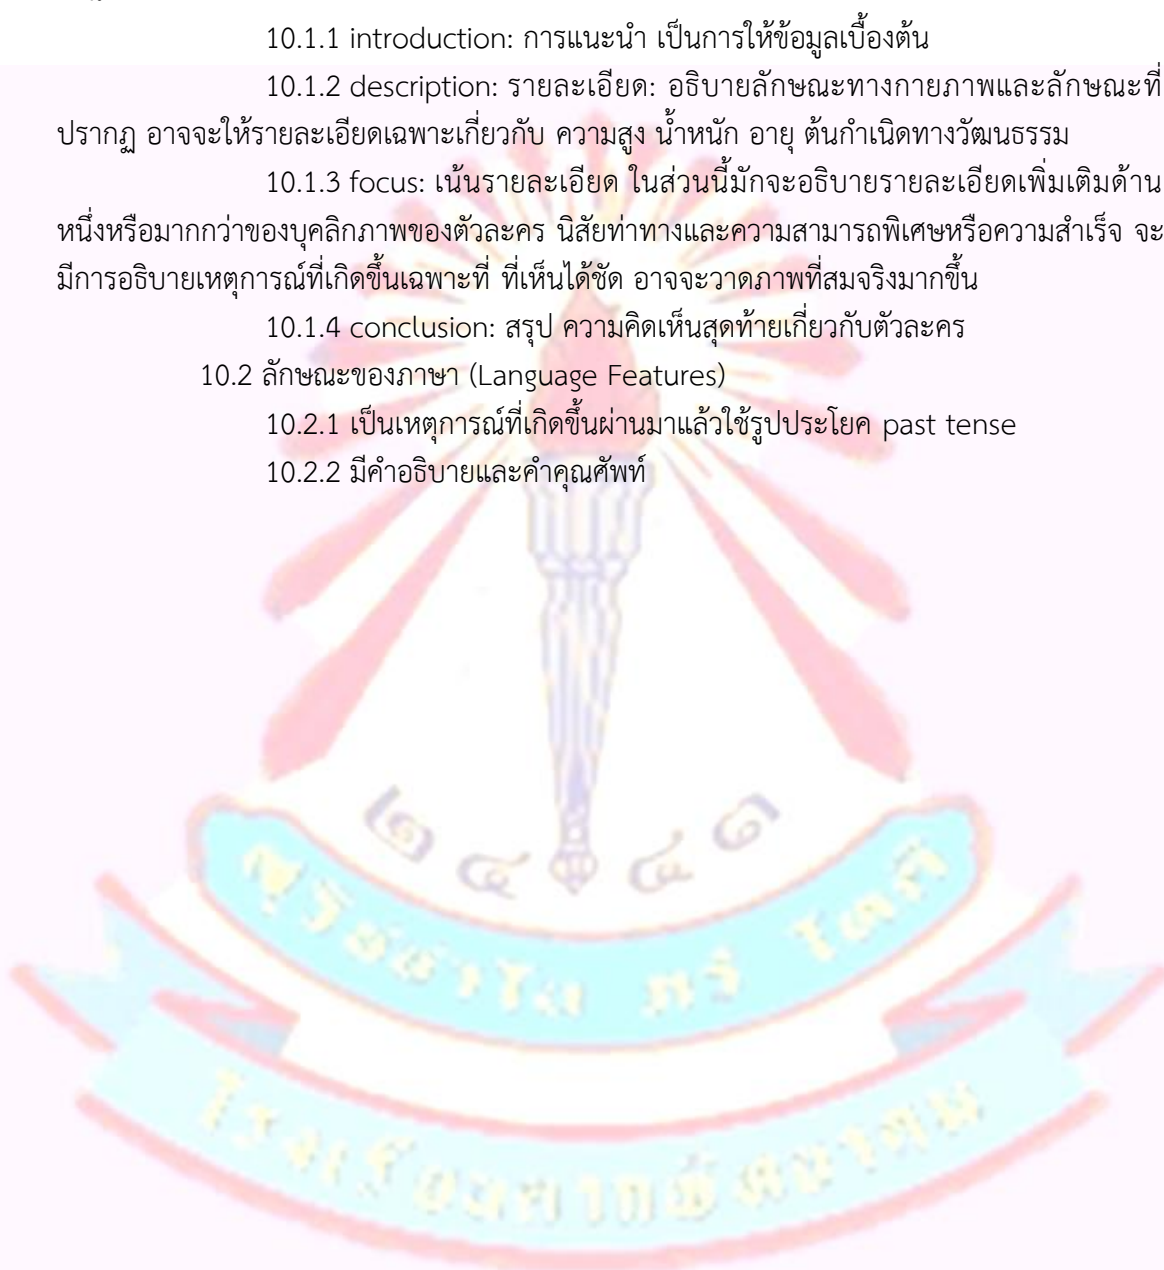 10.1.1 introduction: การแนะนำ เป็นการให้ข้อมูลเบื้องต้น
10.1.2 description: รายละเอียด: อธิบายลักษณะทางกายภาพและลักษณะที่
ปรากฏ อาจจะให้รายละเอียดเฉพาะเกี่ยวกับ ความสูง น้ำหนัก อายุ ต้นกำเนิดทางวัฒนธรรม
10.1.3 focus: เน้นรายละเอียด ในส่วนนี้มักจะอธิบายรายละเอียดเพิ่มเติมด้าน
หนึ่งหรือมากกว่าของบุคลิกภาพของตัวละคร นิสัยท่าทางและความสามารถพิเศษหรือความสำเร็จ จะ
มีการอธิบายเหตุการณ์ที่เกิดขึ้นเฉพาะที่ ที่เห็นได้ชัด อาจจะวาดภาพที่สมจริงมากขึ้น
10.1.4 conclusion: สรุป ความคิดเห็นสุดท้ายเกี่ยวกับตัวละคร
10.2 ลักษณะของภาษา (Language Features)
10.2.1 เป็นเหตุการณ์ที่เกิดขึ้นผ่านมาแล้วใช้รูปประโยค past tense
10.2.2 มีคำอธิบายและคำคุณศัพท์
๒๕๔๑